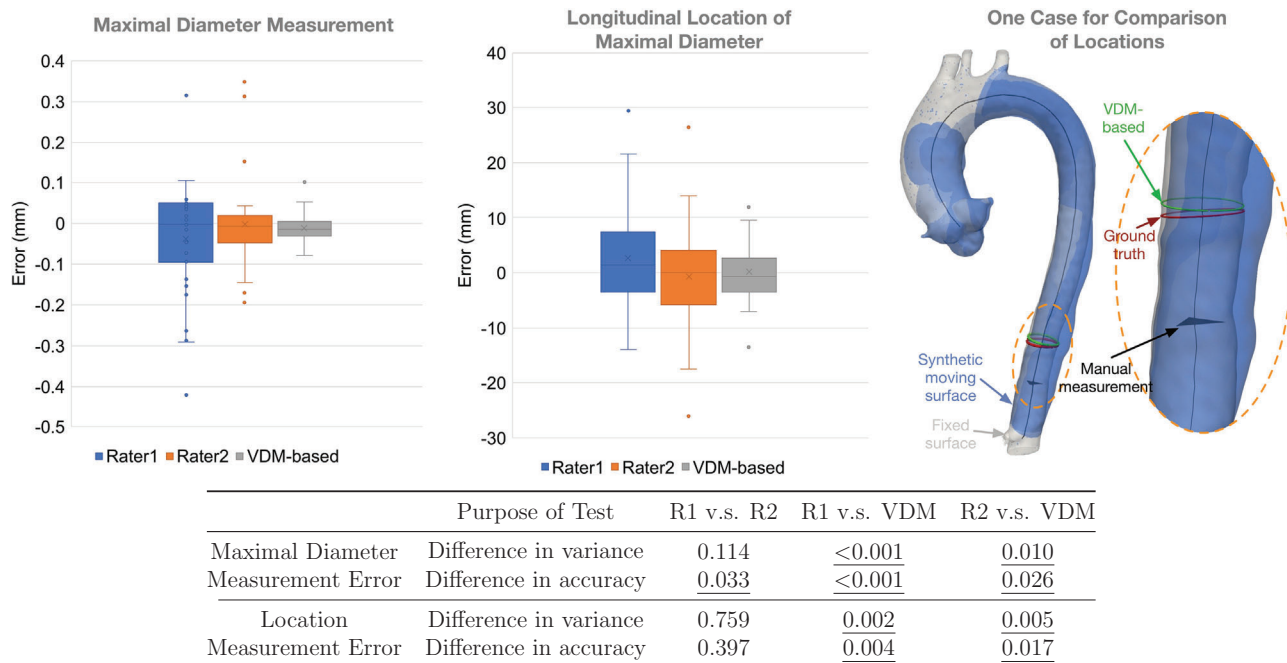 Maximal Diameter Measurement
0.4
0.3
0.2
0.1
0
-0.1
-0.2
-0.3
-0.4
-0.5
Error (mm)
Rater1 Rater2 VDM-based
Longitudinal Location of
Maximal Diameter
40
30
20
10
0
-10
-20
-30
Error (mm)
Rater1 Rater2 VDM-based
One Case for Comparison
of Locations
VDM-
based
Ground
truth
Manual
measurement
Synthetic
moving
surface
Fixed
surface
Purpose of Test R1 v.s. R2 R1 v.s. VDM R2 v.s. VDM
Maximal Diameter Difference in variance 0.114 <0.001 0.010
Measurement Error Difference in accuracy 0.033 <0.001 0.026
Location Difference in variance 0.759 0.002 0.005
Measurement Error Difference in accuracy 0.397 0.004 0.017